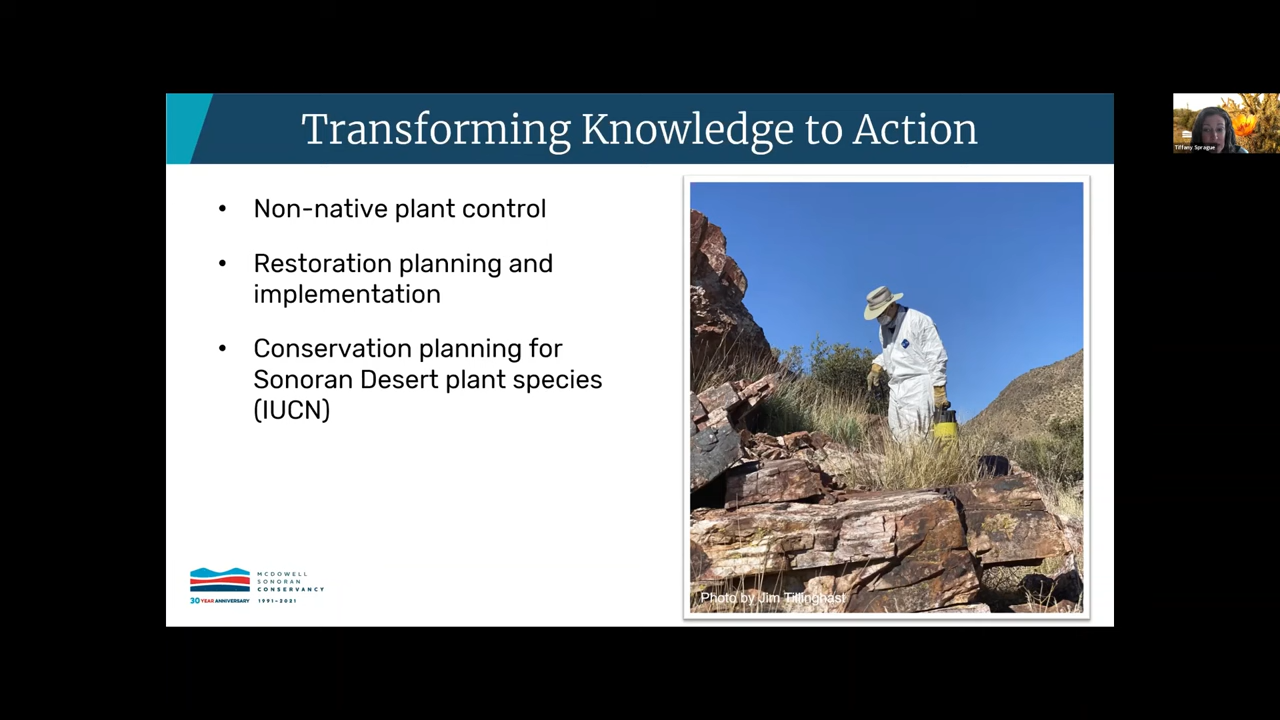 Transforming Knowledge to Action
• Non-native plant control
• Restoration planning and
implementation
• Conservation planning for
Sonoran Desert plant species
(IUCN)
MCDOWELL
SONORAN
CONSERVANCY
30 YEAR ANNIVERSARY 1991-2021
Photo by Jim Tillinghast
Tiffany Sprague